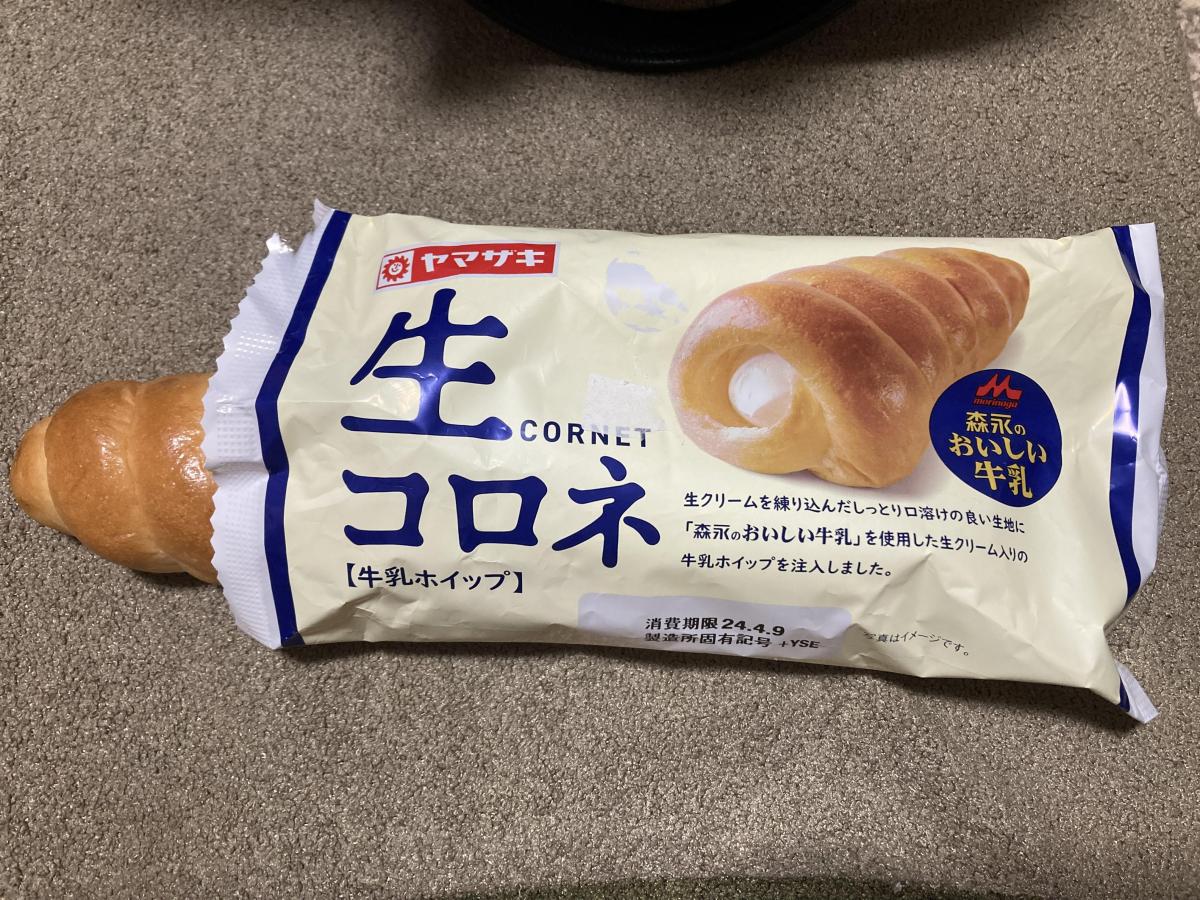 ヤマザキ
生
CORNET
コロネ
【牛乳ホイップ】
morinaga
森永の
おいしい
牛乳
生クリームを練り込んだしっとり口溶けの良い生地に
「森永のおいしい牛乳」を使用した生クリーム入りの
牛乳ホイップを注入しました。
消費期限 24.4.9
製造所固有記号 +YSE
写真はイメージです。